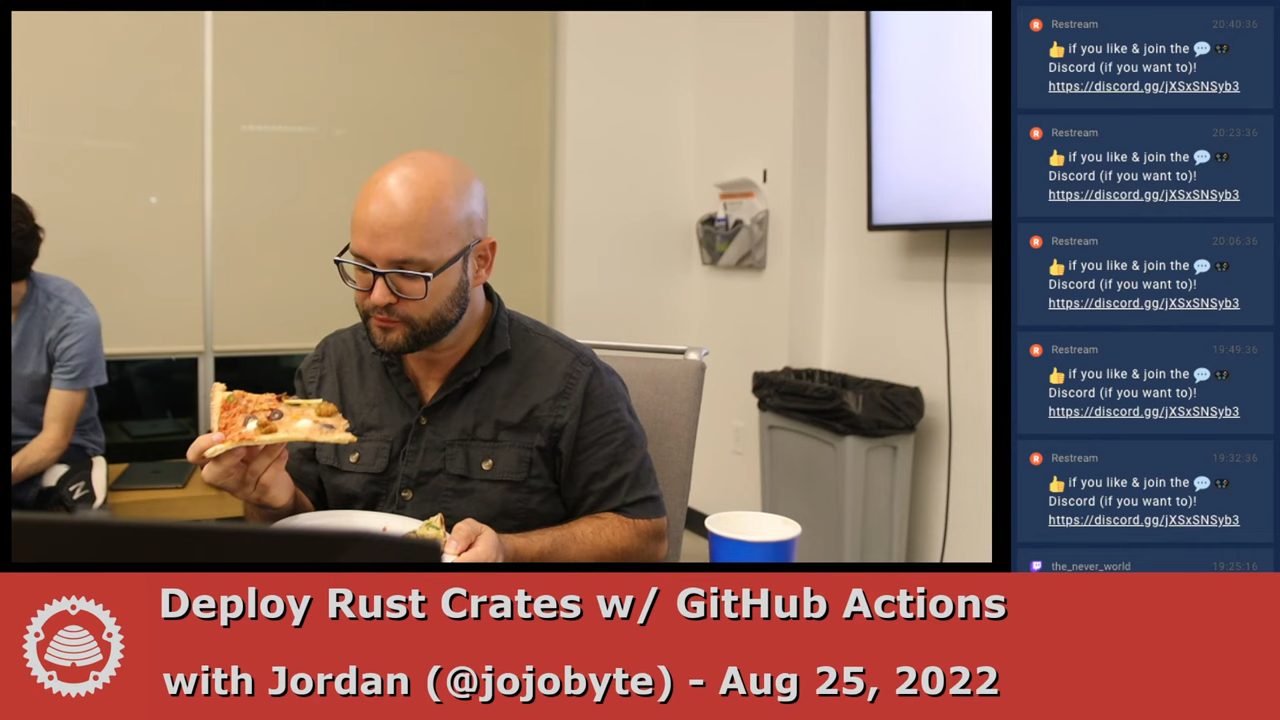 Restream 20:40:36
👍 if you like & join the 💬
Discord (if you want to)!
https://discord.gg/jXSxSNSyb3
Restream 20:23:36
👍 if you like & join the 💬
Discord (if you want to)!
https://discord.gg/jXSxSNSyb3
Restream 20:06:36
👍 if you like & join the 💬
Discord (if you want to)!
https://discord.gg/jXSxSNSyb3
Restream 19:49:36
👍 if you like & join the 💬
Discord (if you want to)!
https://discord.gg/jXSxSNSyb3
Restream 19:32:36
👍 if you like & join the 💬
Discord (if you want to)!
https://discord.gg/jXSxSNSyb3
the_never_world 19:25:16
N
Deploy Rust Crates w/ GitHub Actions
with Jordan (@jojobyte) - Aug 25, 2022